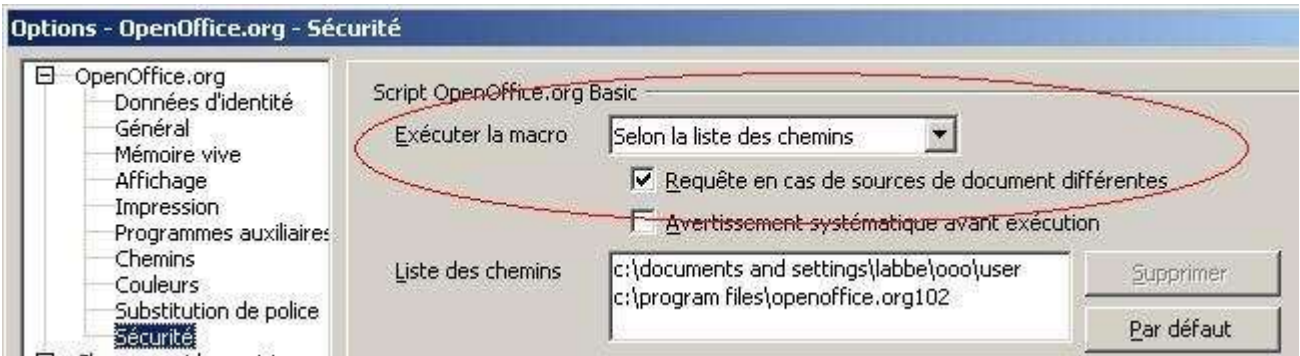 Options - OpenOffice.org - Sécurité
OpenOffice.org
Données d'identité
Général
Mémoire vive
Affichage
Impression
Programmes auxiliaires
Chemins
Couleurs
Substitution de police
Sécurité
Script OpenOffice.org Basic
Exécuter la macro
Selon la liste des chemins
Requête en cas de sources de document différentes
Avertissement systématique avant exécution
Liste des chemins
c:\documents and settings\labbe\ooo\user
c:\program files\openoffice.org102
Supprimer
Par défaut